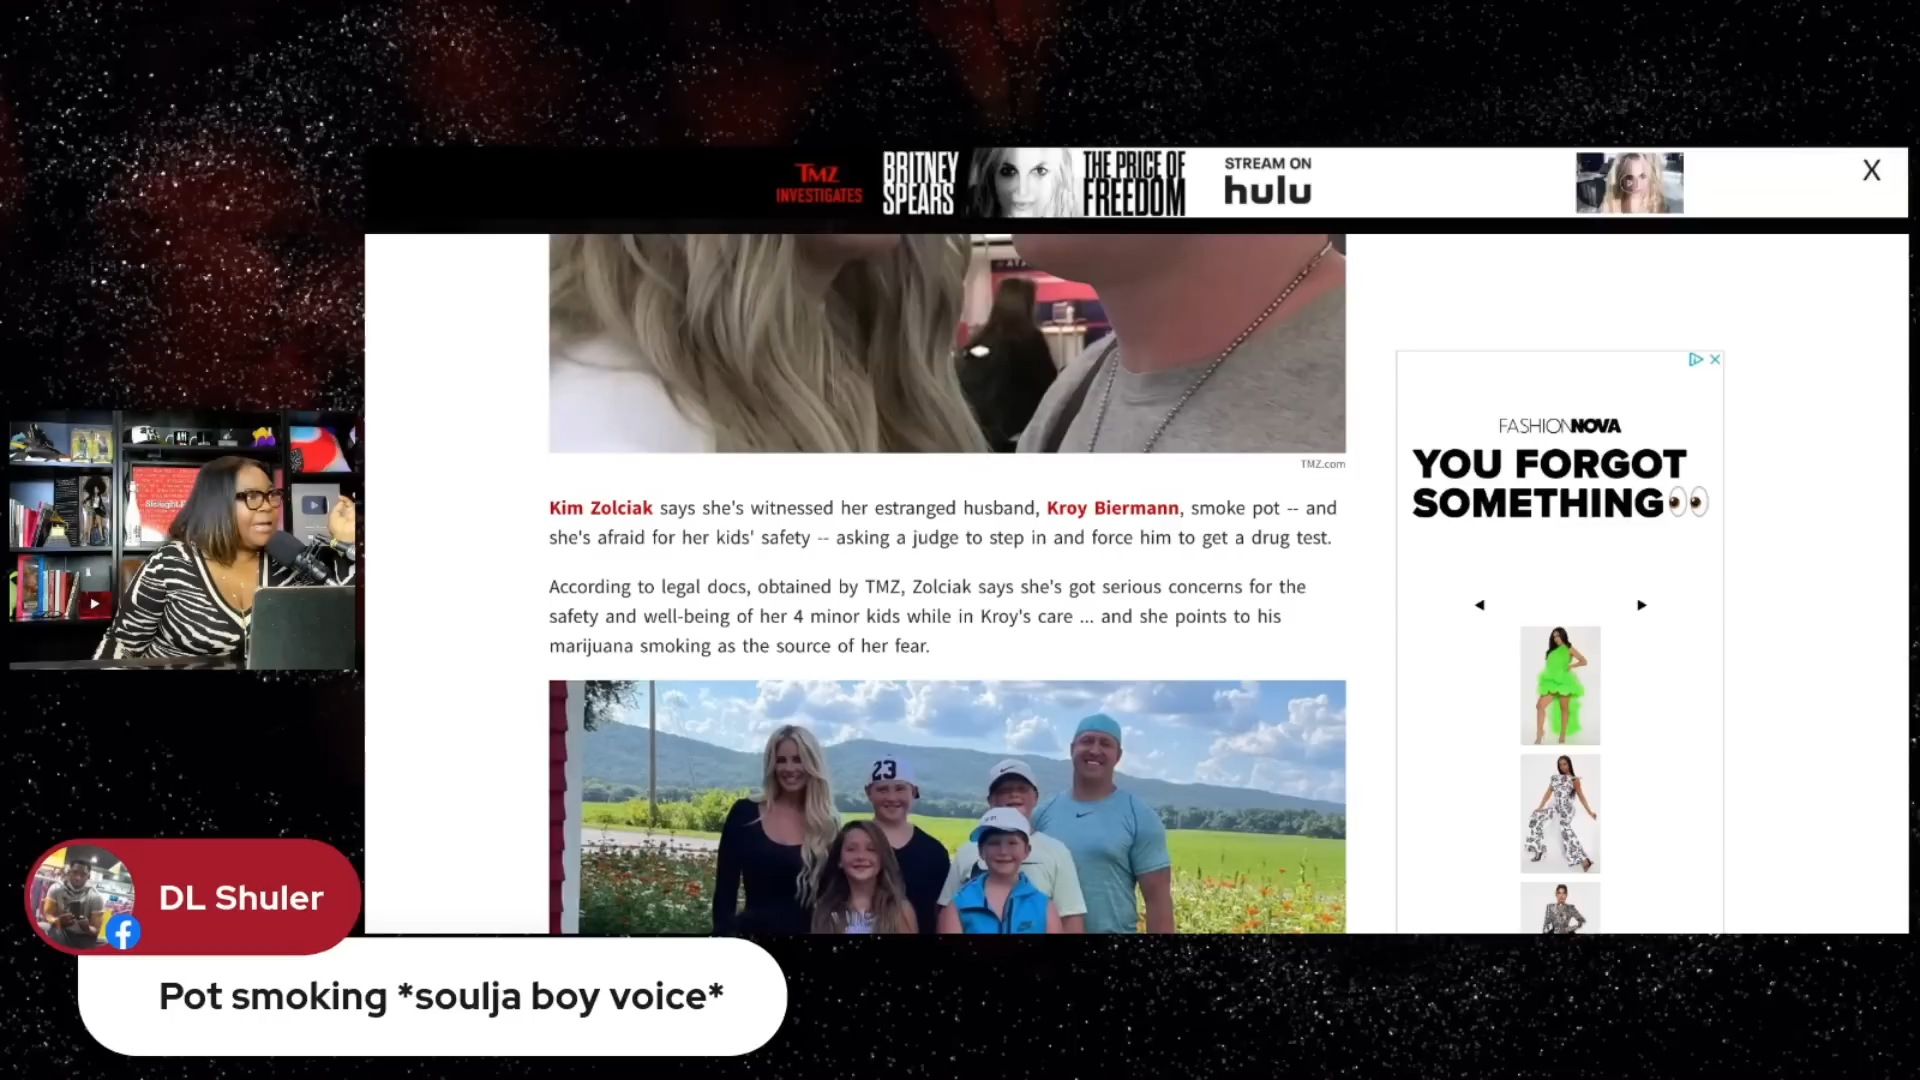 TMZ
INVESTIGATES
BRITNEY
SPEARS
THE PRICE OF
FREEDOM
STREAM ON
hulu
X
TMZ.com
Kim Zolciak says she's witnessed her estranged husband, Kroy Biermann, smoke pot -- and
she's afraid for her kids' safety -- asking a judge to step in and force him to get a drug test.
According to legal docs, obtained by TMZ, Zolciak says she's got serious concerns for the
safety and well-being of her 4 minor kids while in Kroy's care ... and she points to his
marijuana smoking as the source of her fear.
23
FASHIONNOVA
YOU FORGOT
SOMETHING👀
DL Shuler
Pot smoking *soulja boy voice*